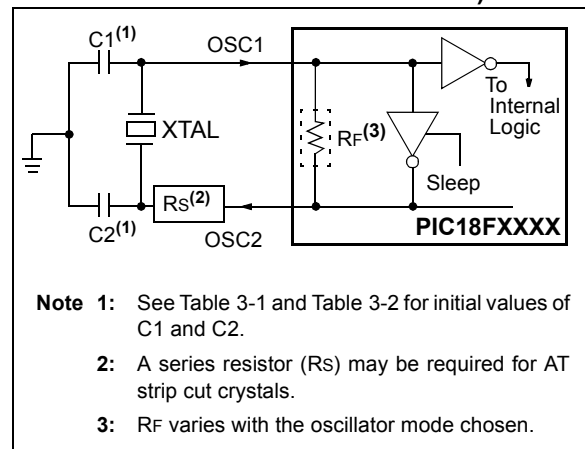 C1(1)
OSC1
To
Internal
Logic
XTAL
RF(3)
Sleep
RS(2)
C2(1)
OSC2
PIC18FXXXX
Note 1: See Table 3-1 and Table 3-2 for initial values of
C1 and C2.
2: A series resistor (RS) may be required for AT
strip cut crystals.
3: RF varies with the oscillator mode chosen.